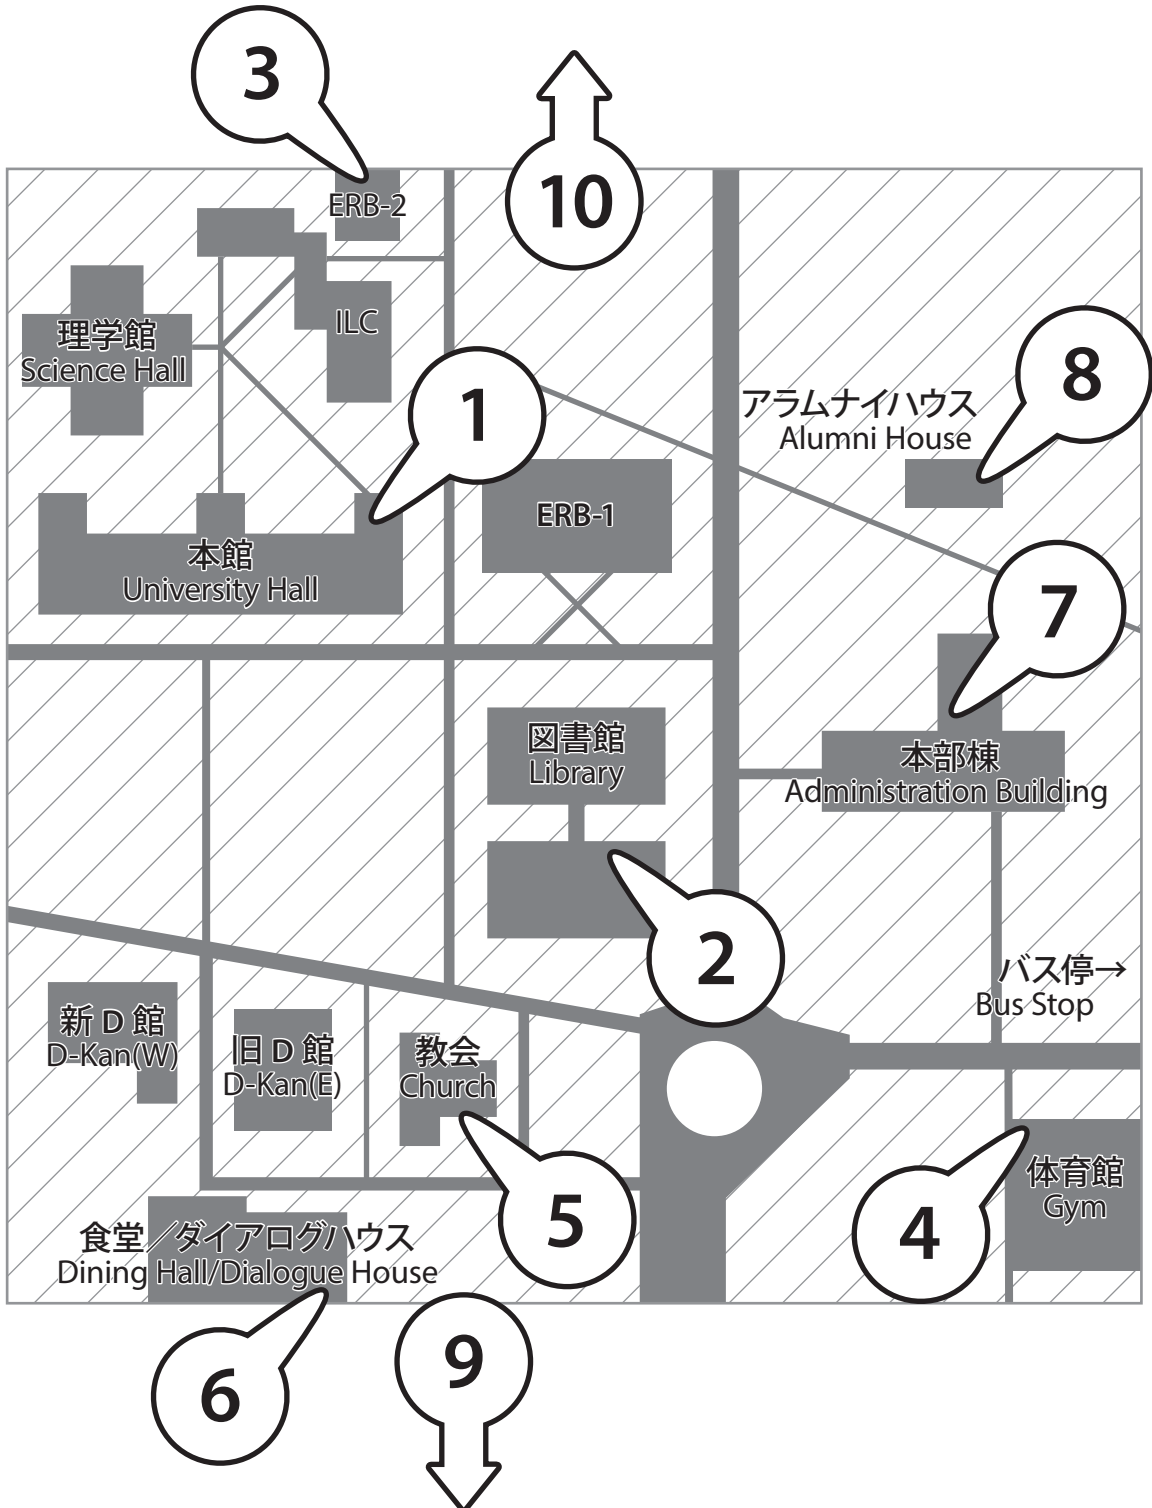 3
10
ERB-2
理学館
Science Hall
ILC
1
8
アラムナイハウス
Alumni House
ERB-1
本館
University Hall
7
図書館
Library
本部棟
Administration Building
2
バス停→
Bus Stop
新 D 館
D-Kan(W)
旧 D 館
D-Kan(E)
教会
Church
体育館
Gym
5
4
食堂／ダイアログハウス
Dining Hall/Dialogue House
9
6